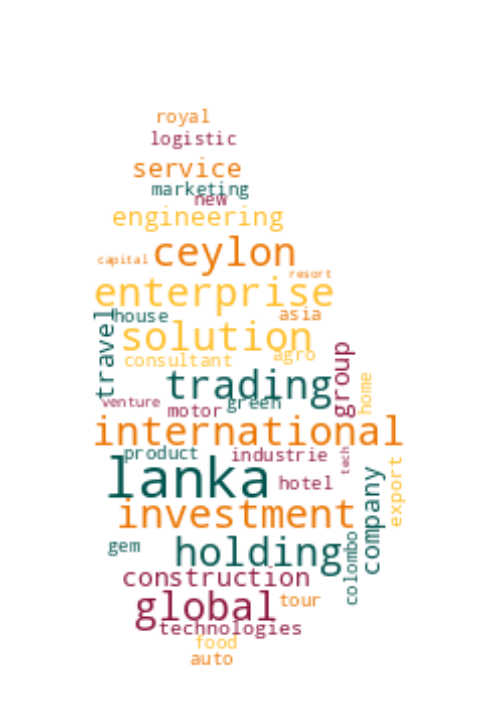 royal
logistic
service
marketing
new
engineering
ceylon
capital
resort
enterprise
house
asia
travel
solution
consultant
agro
trading
group
home
venture
motor
green
international
product
industrie
tech
lanka
hotel
export
investment
company
gem
holding
colombo
construction
global
tour
technologies
food
auto